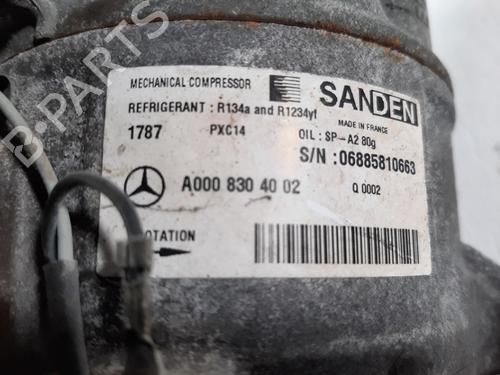 B-PARTS
MECHANICAL COMPRESSOR
SANDEN
REFRIGERANT : R134a and R1234yf
MADE IN FRANCE
1787 PXC14 OIL : SP-A2 80g
S/N : 06885810663
A000 830 40 02 Q 0002
OTATION